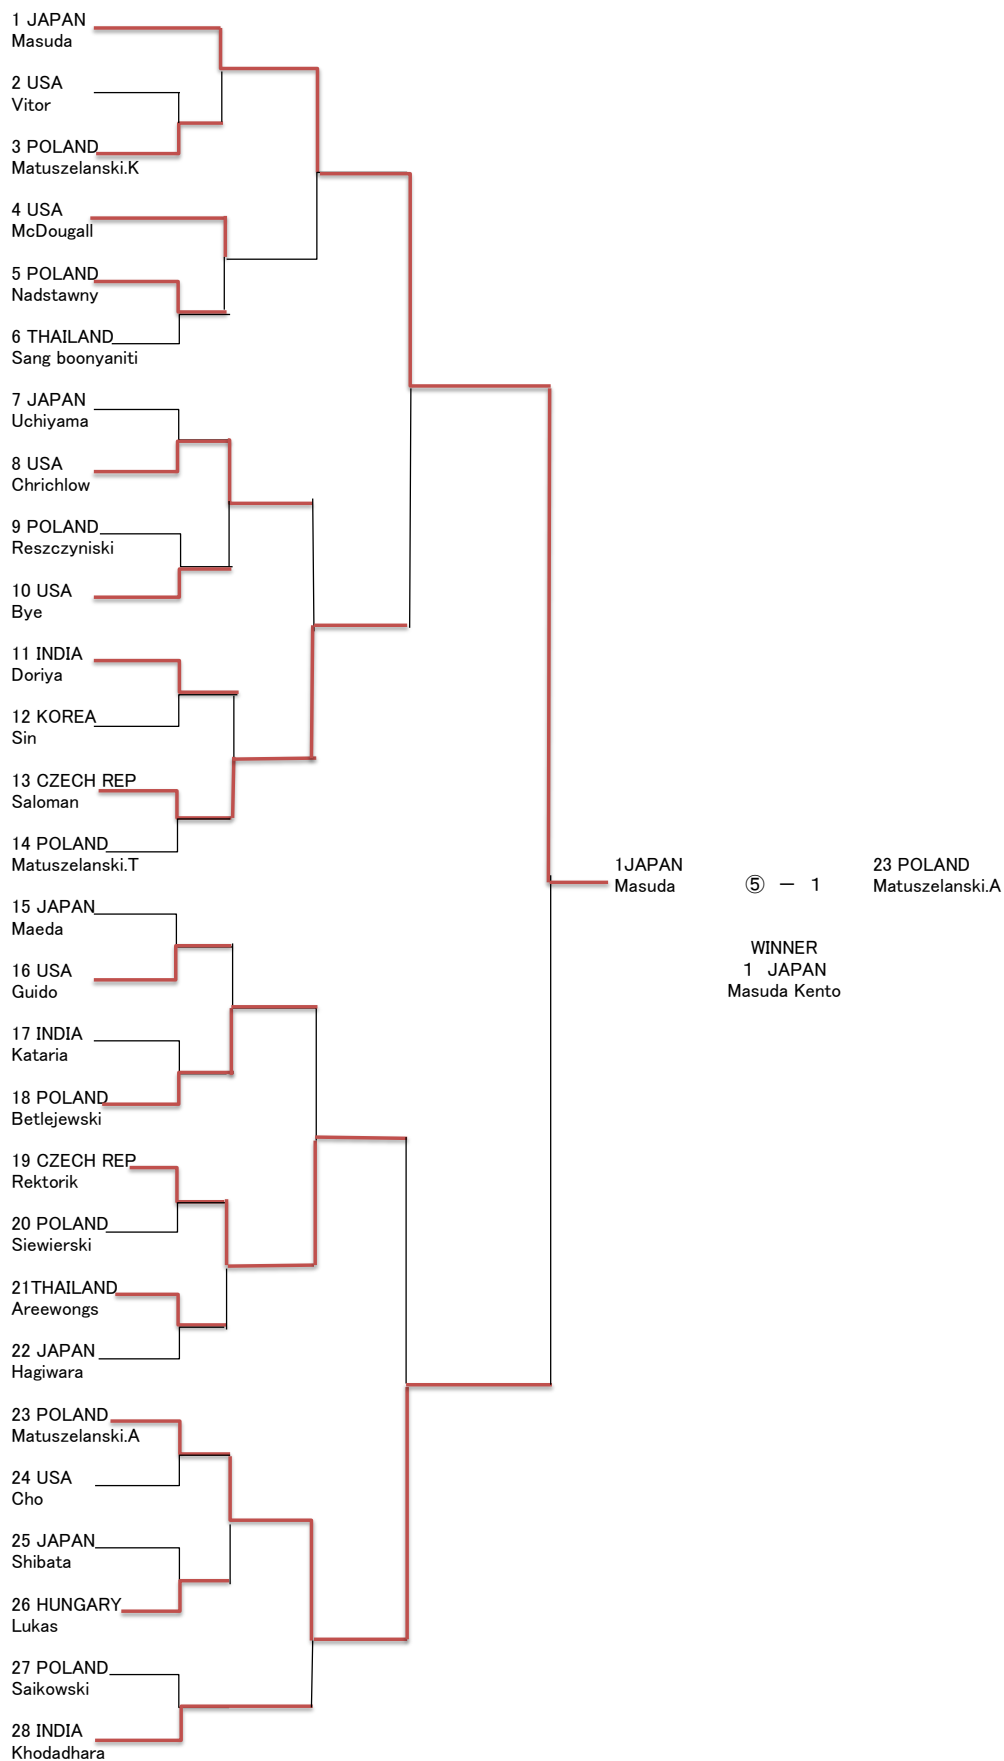 1 JAPAN
Masuda
2 USA
Vitor
3 POLAND
Matuszelanski.K
4 USA
McDougall
5 POLAND
Nadstawny
6 THAILAND
Sang boonyaniti
7 JAPAN
Uchiyama
8 USA
Chrichlow
9 POLAND
Reszczyniski
10 USA
Bye
11 INDIA
Doriya
12 KOREA
Sin
13 CZECH REP
Saloman
14 POLAND
Matuszelanski.T
15 JAPAN
Maeda
16 USA
Guido
17 INDIA
Kataria
18 POLAND
Betlejewski
19 CZECH REP
Rektorik
20 POLAND
Siewierski
21THAILAND
Areewongs
22 JAPAN
Hagiwara
23 POLAND
Matuszelanski.A
24 USA
Cho
25 JAPAN
Shibata
26 HUNGARY
Lukas
27 POLAND
Saikowski
28 INDIA
Khodadhara
1JAPAN
Masuda
⑤ － 1
23 POLAND
Matuszelanski.A
WINNER
1 JAPAN
Masuda Kento